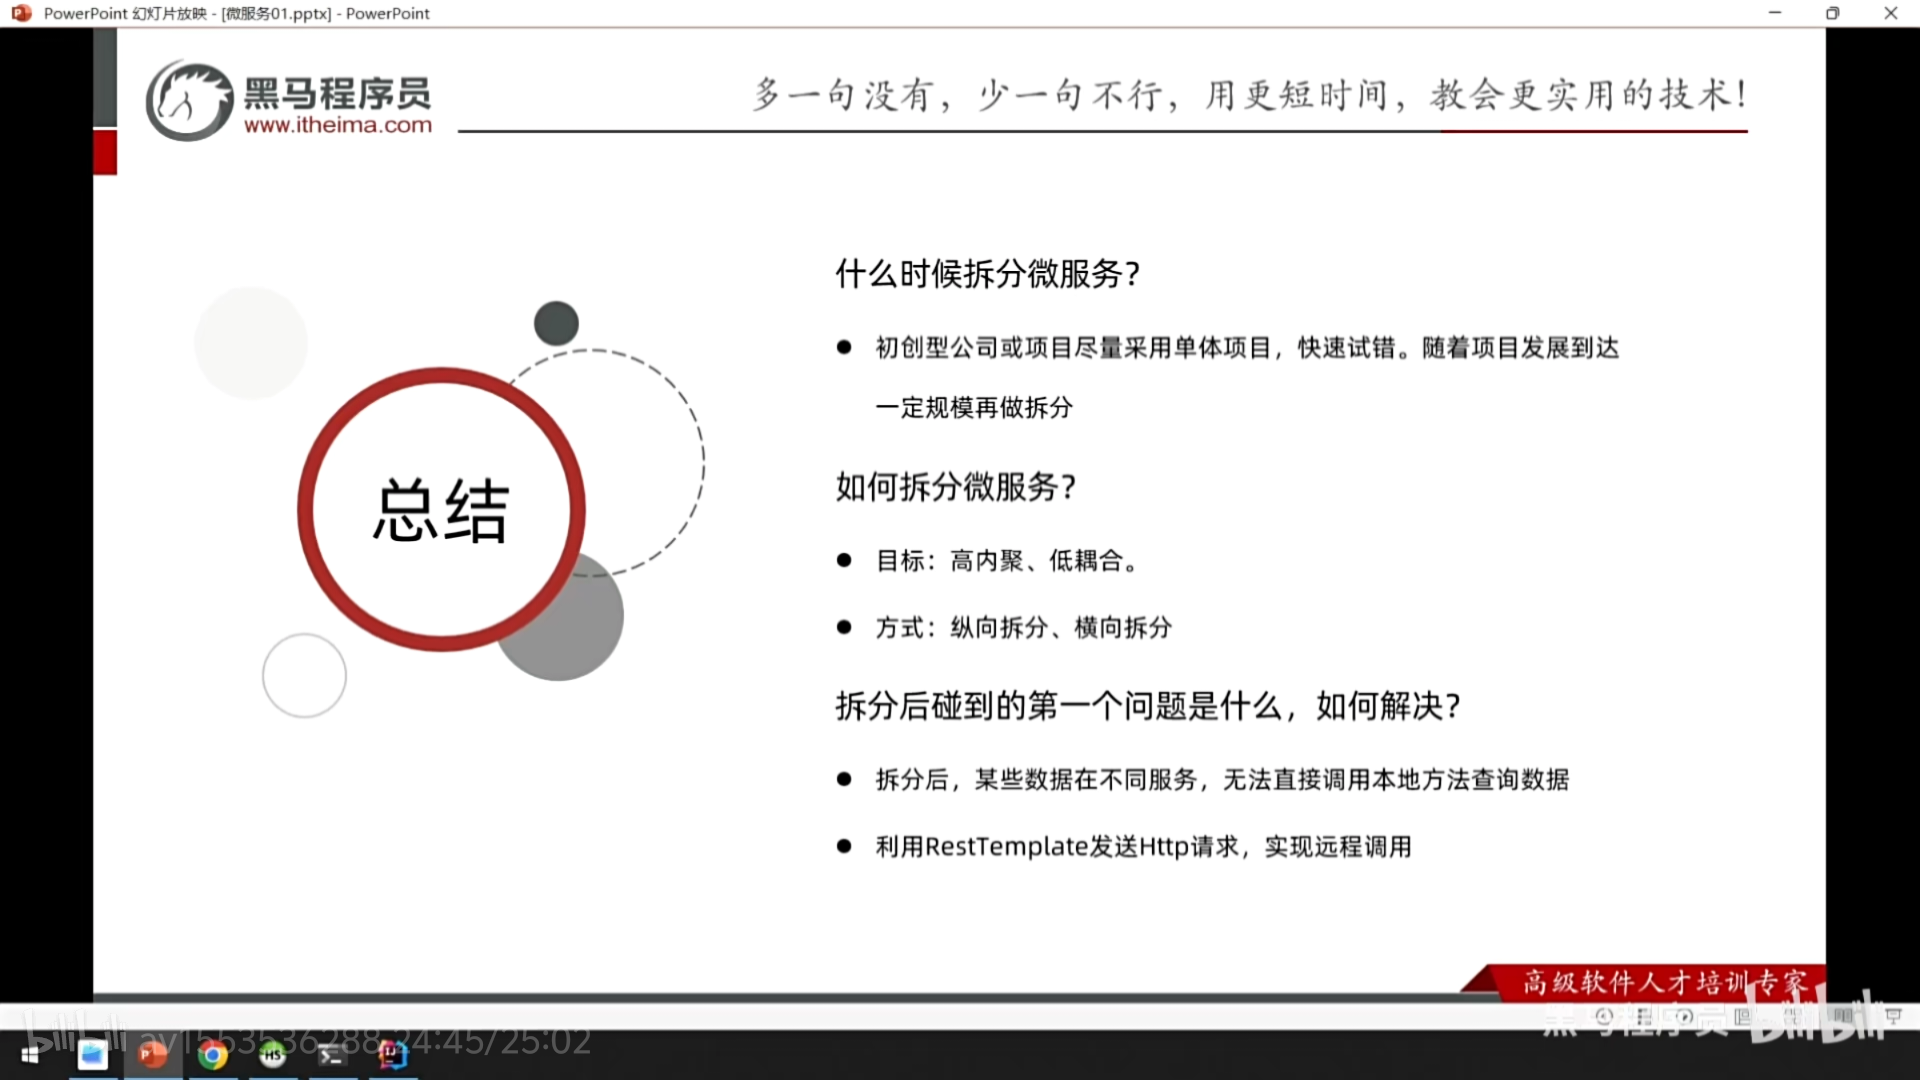 PowerPoint 幻灯片放映 - [微服务01.pptx] - PowerPoint
黑马程序员
www.itheima.com
多一句没有，少一句不行，用更短时间，教会更实用的技术！
总结
什么时候拆分微服务？
初创型公司或项目尽量采用单体项目，快速试错。随着项目发展到达
一定规模再做拆分
如何拆分微服务？
目标：高内聚、低耦合。
方式：纵向拆分、横向拆分
拆分后碰到的第一个问题是什么，如何解决？
拆分后，某些数据在不同服务，无法直接调用本地方法查询数据
利用RestTemplate发送Http请求，实现远程调用
高级软件人才培训专家
黑马程序员 bilibili
bilibili av1553536288 24:45/25:02